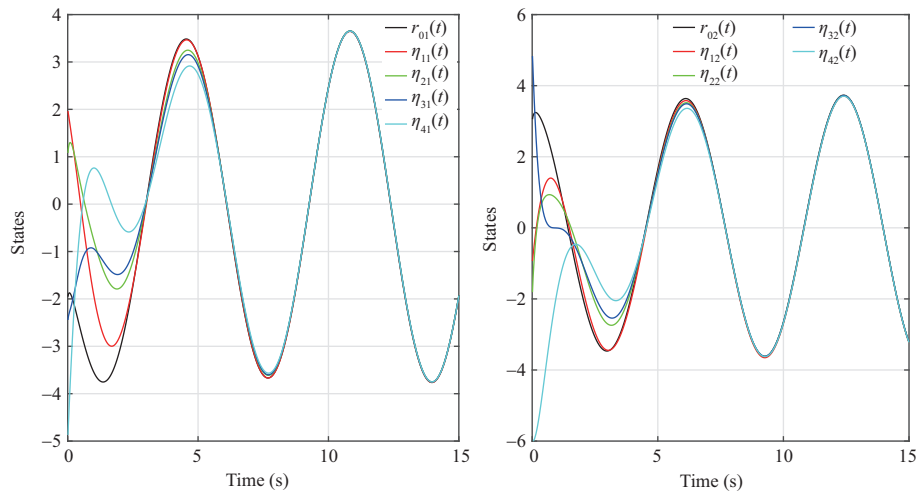 4
3
2
1
0
−1
−2
−3
−4
−5
States
0
5
10
15
Time (s)
r₀₁(t)
η₁₁(t)
η₂₁(t)
η₃₁(t)
η₄₁(t)
6
4
2
0
−2
−4
−6
States
0
5
10
15
Time (s)
r₀₂(t)
η₁₂(t)
η₂₂(t)
η₃₂(t)
η₄₂(t)